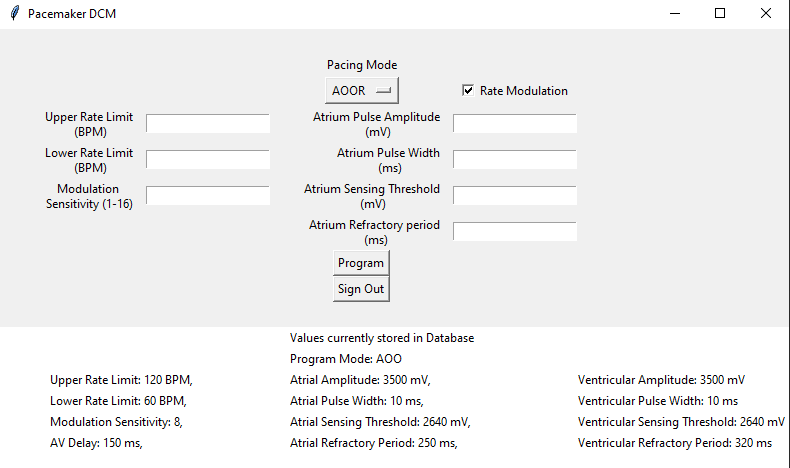 Pacemaker DCM
Pacing Mode
AOOR
Rate Modulation
Upper Rate Limit
(BPM)
Atrium Pulse Amplitude
(mV)
Lower Rate Limit
(BPM)
Atrium Pulse Width
(ms)
Modulation
Sensitivity (1-16)
Atrium Sensing Threshold
(mV)
Atrium Refractory period
(ms)
Program
Sign Out
Values currently stored in Database
Program Mode: AOO
Upper Rate Limit: 120 BPM, Atrial Amplitude: 3500 mV, Ventricular Amplitude: 3500 mV
Lower Rate Limit: 60 BPM, Atrial Pulse Width: 10 ms, Ventricular Pulse Width: 10 ms
Modulation Sensitivity: 8, Atrial Sensing Threshold: 2640 mV, Ventricular Sensing Threshold: 2640 mV
AV Delay: 150 ms, Atrial Refractory Period: 250 ms, Ventricular Refractory Period: 320 ms